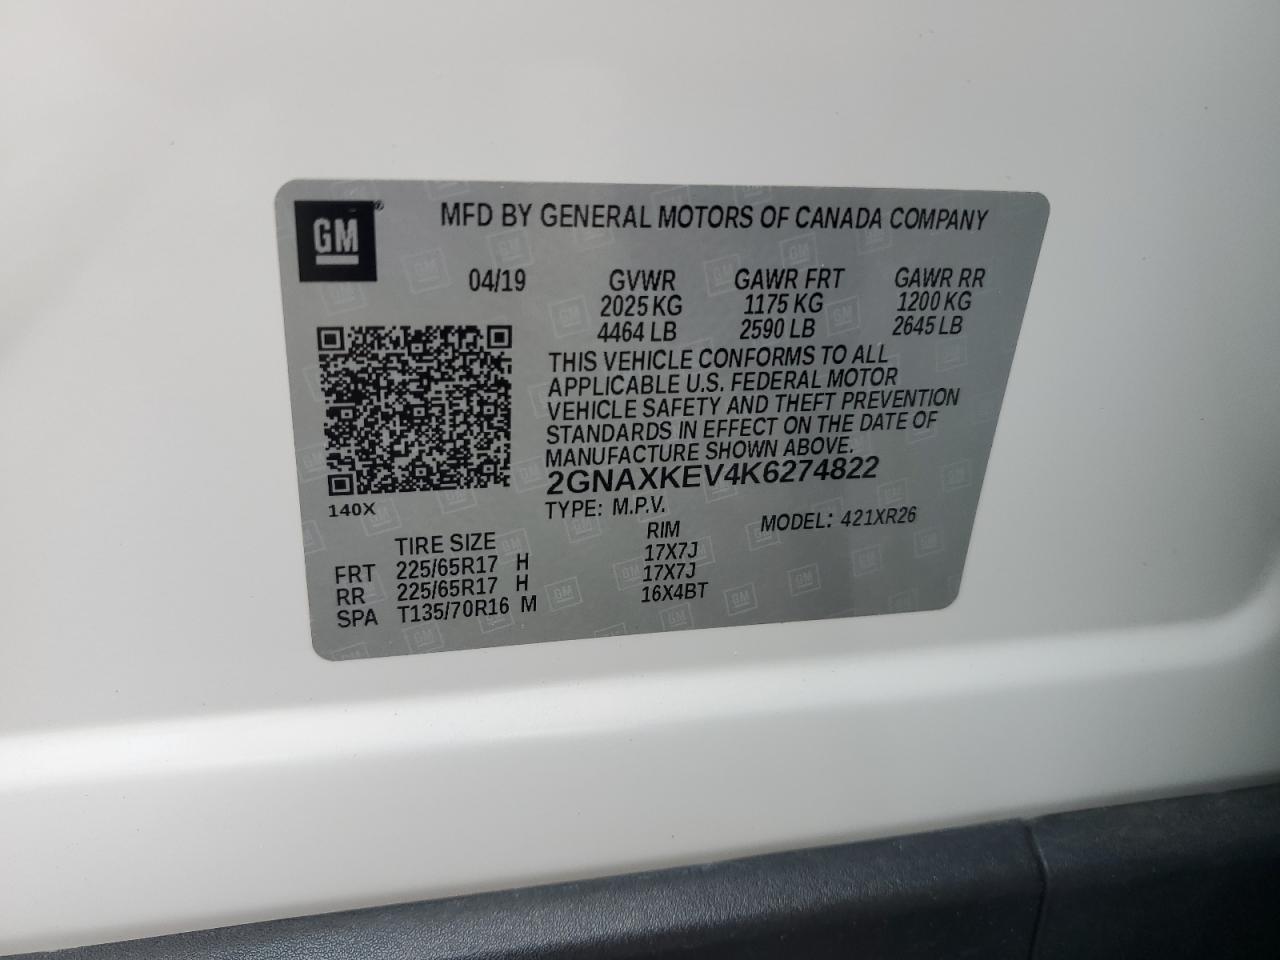 GM ®
MFD BY GENERAL MOTORS OF CANADA COMPANY
04/19 GVWR GAWR FRT GAWR RR
2025 KG 1175 KG 1200 KG
4464 LB 2590 LB 2645 LB
THIS VEHICLE CONFORMS TO ALL
APPLICABLE U.S. FEDERAL MOTOR
VEHICLE SAFETY AND THEFT PREVENTION
STANDARDS IN EFFECT ON THE DATE OF
MANUFACTURE SHOWN ABOVE.
2GNAXKEV4K6274822
140X
TYPE: M.P.V. MODEL: 421XR26
TIRE SIZE RIM
FRT 225/65R17 H 17X7J
RR 225/65R17 H 17X7J
SPA T135/70R16 M 16X4BT